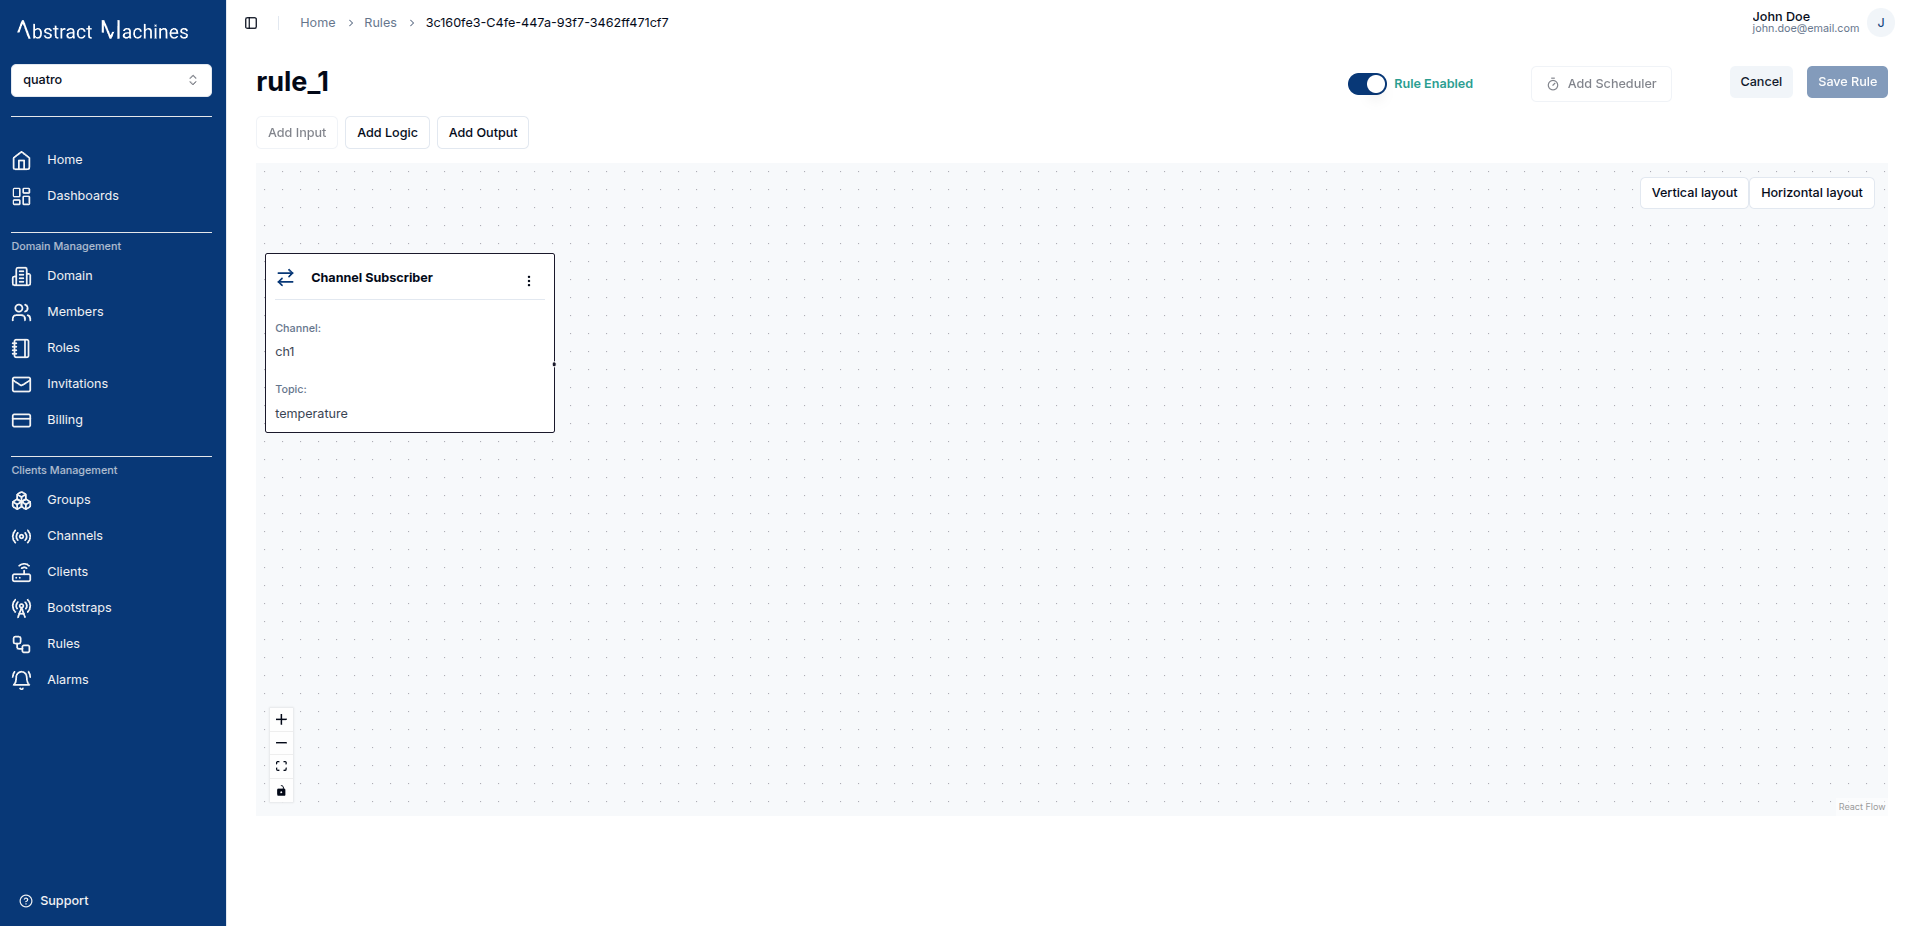 Abstract Machines
quatro
Home
Dashboards
Domain Management
Domain
Members
Roles
Invitations
Billing
Clients Management
Groups
Channels
Clients
Bootstraps
Rules
Alarms
Support
Home > Rules > 3c160fe3-C4fe-447a-93f7-3462ff471cf7
John Doe
john.doe@email.com
J
rule_1
Rule Enabled
Add Scheduler
Cancel
Save Rule
Add Input
Add Logic
Add Output
Vertical layout
Horizontal layout
Channel Subscriber
Channel:
ch1
Topic:
temperature
React Flow